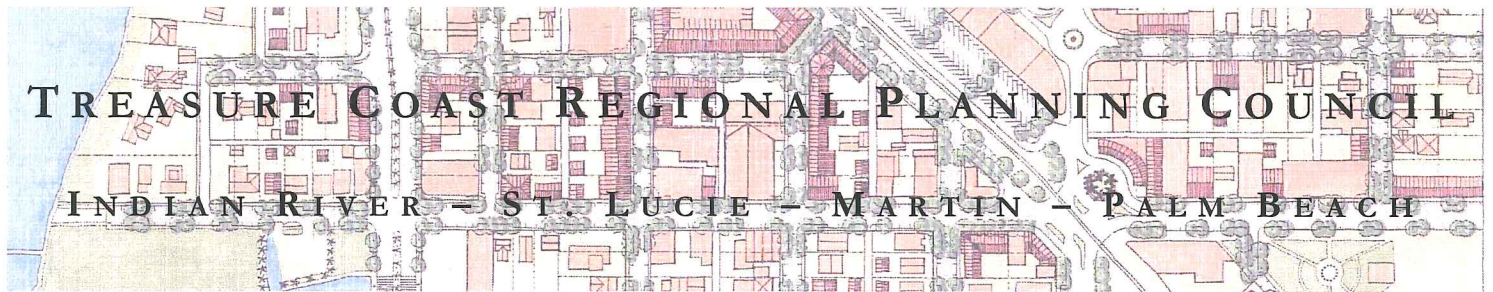 TREASURE COAST REGIONAL PLANNING COUNCIL
INDIAN RIVER – ST. LUCIE – MARTIN – PALM BEACH